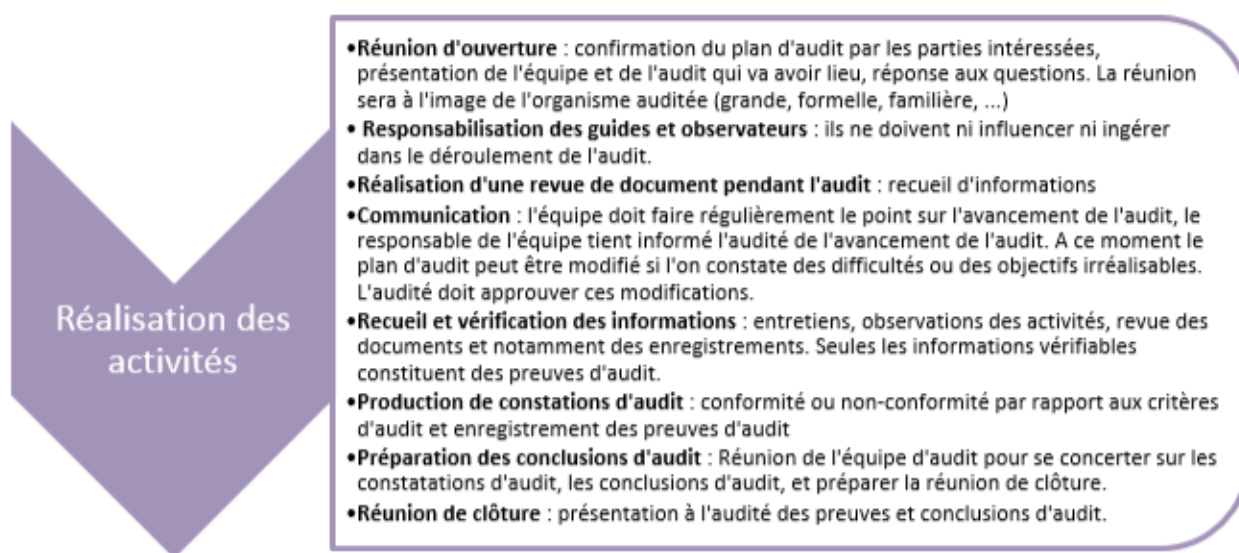 Réalisation des
activités
•Réunion d'ouverture : confirmation du plan d'audit par les parties intéressées,
présentation de l'équipe et de l'audit qui va avoir lieu, réponse aux questions. La réunion
sera à l'image de l'organisme auditée (grande, formelle, familière, ...)
• Responsabilisation des guides et observateurs : ils ne doivent ni influencer ni ingérer
dans le déroulement de l'audit.
•Réalisation d'une revue de document pendant l'audit : recueil d'informations
•Communication : l'équipe doit faire régulièrement le point sur l'avancement de l'audit, le
responsable de l'équipe tient informé l'audité de l'avancement de l'audit. A ce moment le
plan d'audit peut être modifié si l'on constate des difficultés ou des objectifs irréalisables.
L'audité doit approuver ces modifications.
•Recueil et vérification des informations : entretiens, observations des activités, revue des
documents et notamment des enregistrements. Seules les informations vérifiables
constituent des preuves d'audit.
•Production de constations d'audit : conformité ou non-conformité par rapport aux critères
d'audit et enregistrement des preuves d'audit
•Préparation des conclusions d'audit : Réunion de l'équipe d'audit pour se concerter sur les
constatations d'audit, les conclusions d'audit, et préparer la réunion de clôture.
•Réunion de clôture : présentation à l'audité des preuves et conclusions d'audit.